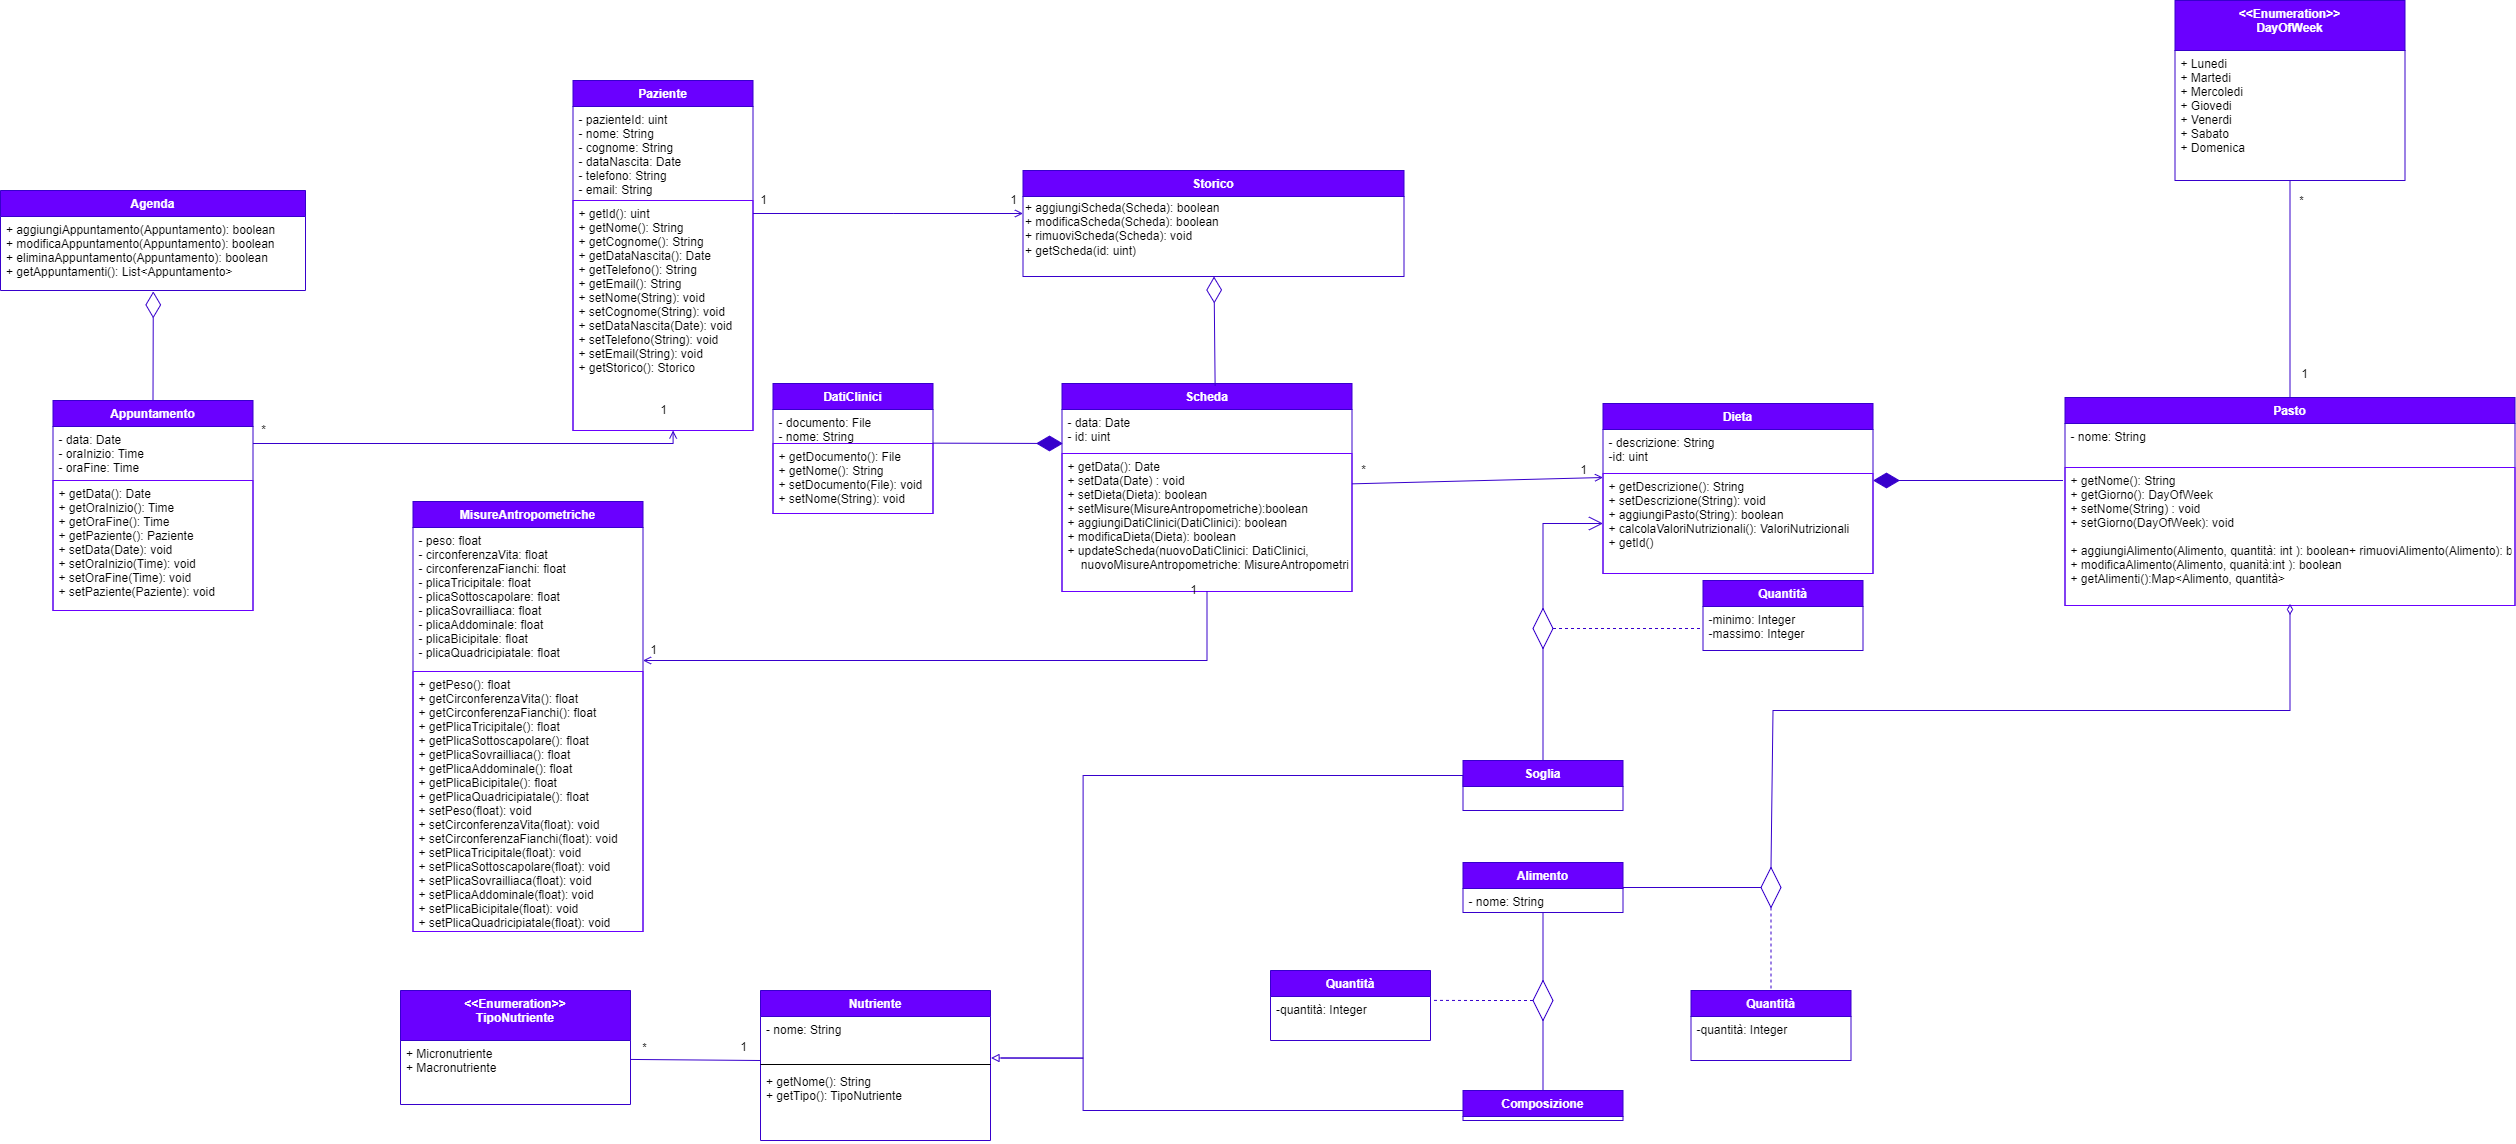 <<Enumeration>>
DayOfWeek
+ Lunedi
+ Martedi
+ Mercoledi
+ Giovedi
+ Venerdi
+ Sabato
+ Domenica
*
1
Paziente
- pazienteId: uint
- nome: String
- cognome: String
- dataNascita: Date
- telefono: String
- email: String
+ getId(): uint
+ getNome(): String
+ getCognome(): String
+ getDataNascita(): Date
+ getTelefono(): String
+ getEmail(): String
+ setNome(String): void
+ setCognome(String): void
+ setDataNascita(Date): void
+ setTelefono(String): void
+ setEmail(String): void
+ getStorico(): Storico
1
1
1
Storico
+ aggiungiScheda(Scheda): boolean
+ modificaScheda(Scheda): boolean
+ rimuoviScheda(Scheda): void
+ getScheda(id: uint)
Agenda
+ aggiungiAppuntamento(Appuntamento): boolean
+ modificaAppuntamento(Appuntamento): boolean
+ eliminaAppuntamento(Appuntamento): boolean
+ getAppuntamenti(): List<Appuntamento>
Appuntamento
- data: Date
- oraInizio: Time
- oraFine: Time
+ getData(): Date
+ getOraInizio(): Time
+ getOraFine(): Time
+ getPaziente(): Paziente
+ setData(Date): void
+ setOraInizio(Time): void
+ setOraFine(Time): void
+ setPaziente(Paziente): void
*
DatiClinici
- documento: File
- nome: String
+ getDocumento(): File
+ getNome(): String
+ setDocumento(File): void
+ setNome(String): void
Scheda
- data: Date
- id: uint
+ getData(): Date
+ setData(Date) : void
+ setDieta(Dieta): boolean
+ setMisure(MisureAntropometriche):boolean
+ aggiungiDatiClinici(DatiClinici): boolean
+ modificaDieta(Dieta): boolean
+ updateScheda(nuovoDatiClinici: DatiClinici,
nuovoMisureAntropometriche: MisureAntropometri
1
*
1
Dieta
- descrizione: String
-id: uint
+ getDescrizione(): String
+ setDescrizione(String): void
+ aggiungiPasto(String): boolean
+ calcolaValoriNutrizionali(): ValoriNutrizionali
+ getId()
Pasto
- nome: String
+ getNome(): String
+ getGiorno(): DayOfWeek
+ setNome(String) : void
+ setGiorno(DayOfWeek): void
+ aggiungiAlimento(Alimento, quantità: int ): boolean+ rimuoviAlimento(Alimento): b
+ modificaAlimento(Alimento, quanità:int ): boolean
+ getAlimenti():Map<Alimento, quantità>
MisureAntropometriche
- peso: float
- circonferenzaVita: float
- circonferenzaFianchi: float
- plicaTricipitale: float
- plicaSottoscapolare: float
- plicaSovrailliaca: float
- plicaAddominale: float
- plicaBicipitale: float
- plicaQuadricipiatale: float
+ getPeso(): float
+ getCirconferenzaVita(): float
+ getCirconferenzaFianchi(): float
+ getPlicaTricipitale(): float
+ getPlicaSottoscapolare(): float
+ getPlicaSovrailliaca(): float
+ getPlicaAddominale(): float
+ getPlicaBicipitale(): float
+ getPlicaQuadricipiatale(): float
+ setPeso(float): void
+ setCirconferenzaVita(float): void
+ setCirconferenzaFianchi(float): void
+ setPlicaTricipitale(float): void
+ setPlicaSottoscapolare(float): void
+ setPlicaSovrailliaca(float): void
+ setPlicaAddominale(float): void
+ setPlicaBicipitale(float): void
+ setPlicaQuadricipiatale(float): void
1
Quantità
-minimo: Integer
-massimo: Integer
Soglia
Alimento
- nome: String
Quantità
-quantità: Integer
Quantità
-quantità: Integer
Composizione
<<Enumeration>>
TipoNutriente
+ Micronutriente
+ Macronutriente
*
1
Nutriente
- nome: String
+ getNome(): String
+ getTipo(): TipoNutriente